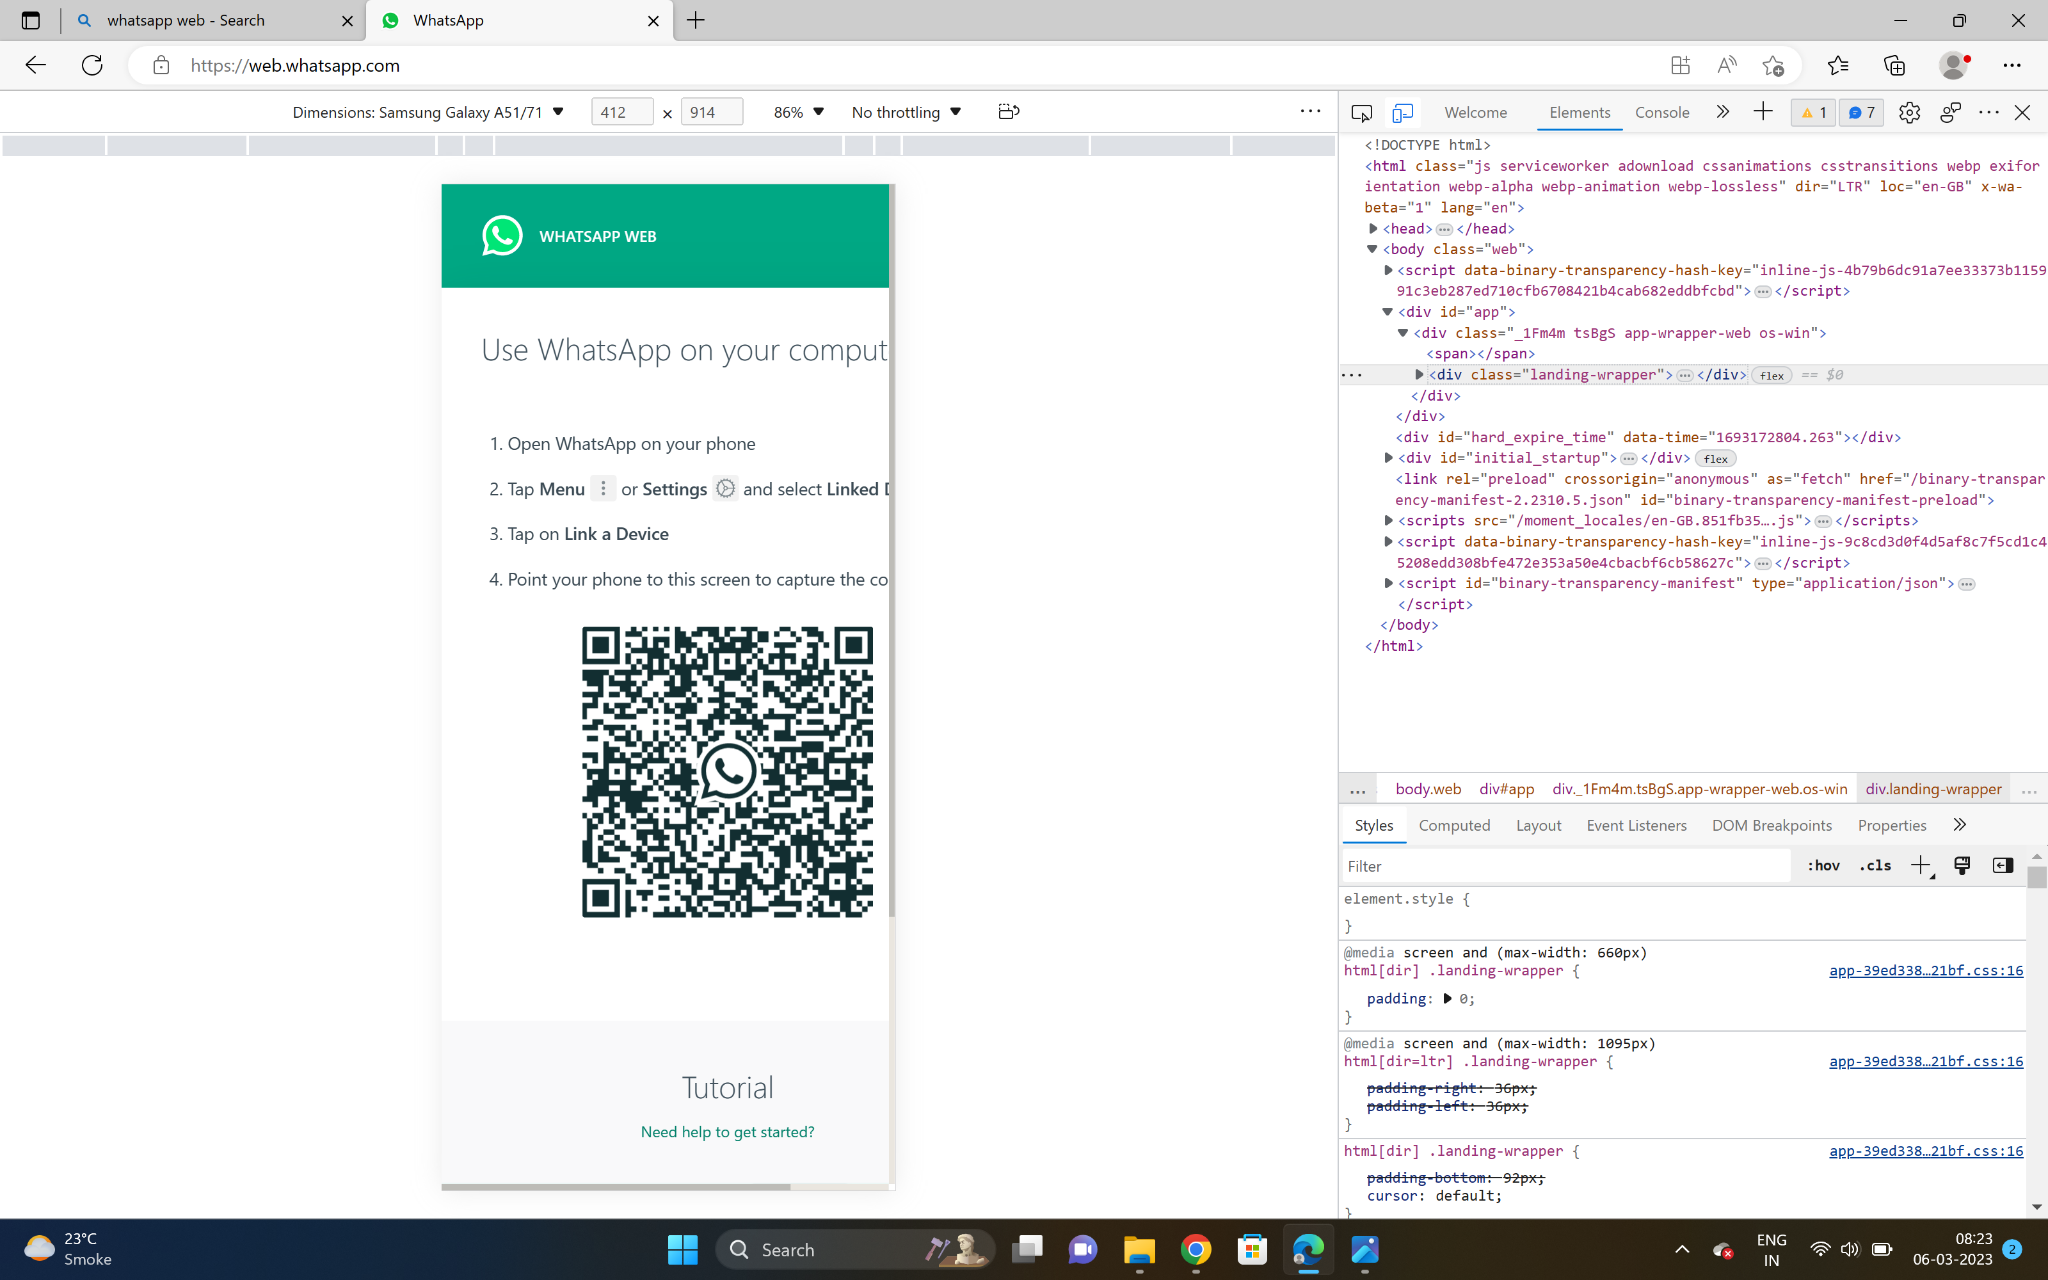 whatsapp web - Search
WhatsApp
https://web.whatsapp.com
Dimensions: Samsung Galaxy A51/71
412 x 914
86%
No throttling
WHATSAPP WEB
Use WhatsApp on your comput
1. Open WhatsApp on your phone
2. Tap Menu or Settings and select Linked D
3. Tap on Link a Device
4. Point your phone to this screen to capture the co
Tutorial
Need help to get started?
Welcome Elements Console 1 7
<!DOCTYPE html>
<html class="js serviceworker adownload cssanimations csstransitions webp exifor
ientation webp-alpha webp-animation webp-lossless" dir="LTR" loc="en-GB" x-wa-
beta="1" lang="en">
<head>…</head>
<body class="web">
<script data-binary-transparency-hash-key="inline-js-4b79b6dc91a7ee33373b1159
91c3eb287ed710cfb6708421b4cab682eddbfcbd">…</script>
<div id="app">
<div class="_1Fm4m tsBgS app-wrapper-web os-win">
<span></span>
<div class="landing-wrapper">…</div> flex == $0
</div>
</div>
<div id="hard_expire_time" data-time="1693172804.263"></div>
<div id="initial_startup">…</div> flex
<link rel="preload" crossorigin="anonymous" as="fetch" href="/binary-transpar
ency-manifest-2.2310.5.json" id="binary-transparency-manifest-preload">
<scripts src="/moment_locales/en-GB.851fb35….js">…</scripts>
<script data-binary-transparency-hash-key="inline-js-9c8cd3d0f4d5af8c7f5cd1c4
5208edd308bfe472e353a50e4cbacbf6cb58627c">…</script>
<script id="binary-transparency-manifest" type="application/json">…
</script>
</body>
</html>
... body.web div#app div._1Fm4m.tsBgS.app-wrapper-web.os-win div.landing-wrapper ...
Styles Computed Layout Event Listeners DOM Breakpoints Properties
Filter :hov .cls
element.style {
}
@media screen and (max-width: 660px)
html[dir] .landing-wrapper { app-39ed338…21bf.css:16
padding: 0;
}
@media screen and (max-width: 1095px)
html[dir=ltr] .landing-wrapper { app-39ed338…21bf.css:16
padding-right: 36px;
padding-left: 36px;
}
html[dir] .landing-wrapper { app-39ed338…21bf.css:16
padding-bottom: 92px;
cursor: default;
}
23°C
Smoke
Search
ENG
IN
08:23
06-03-2023
2